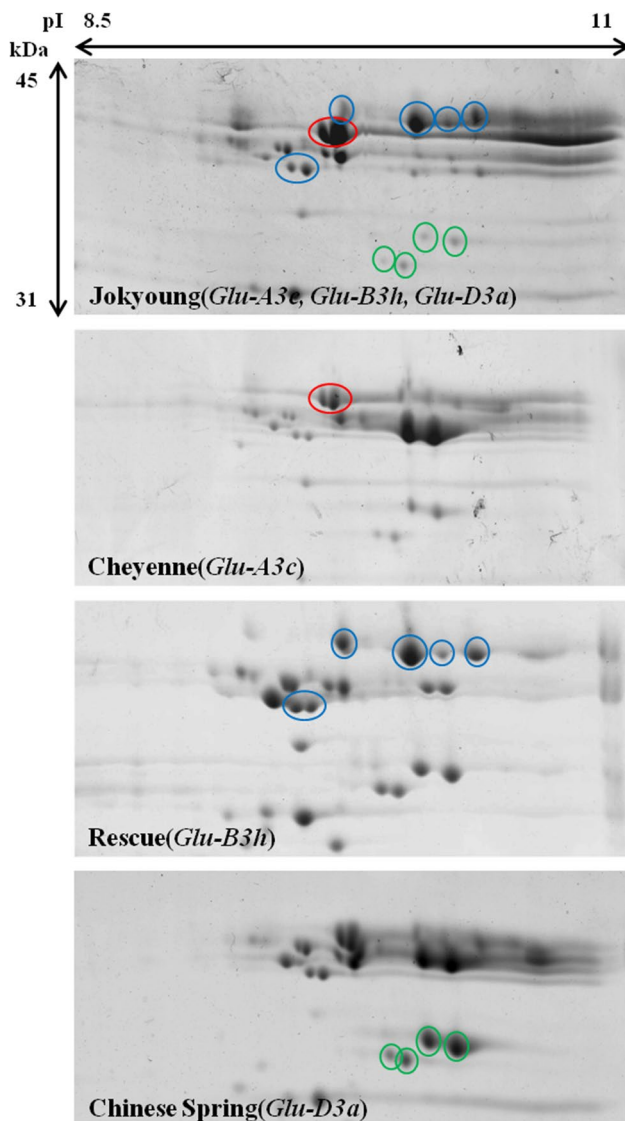 pI 8.5 11
kDa
45
31
Jokyoung(Glu-A3c, Glu-B3h, Glu-D3a)
Cheyenne(Glu-A3c)
Rescue(Glu-B3h)
Chinese Spring(Glu-D3a)